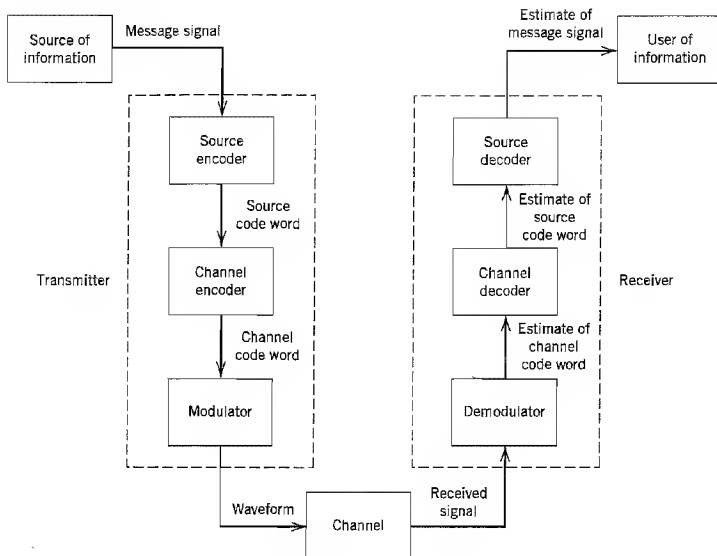 Source of
information
Message signal
Source
encoder
Source
code word
Transmitter
Channel
encoder
Channel
code word
Modulator
Waveform
Channel
Received
signal
Demodulator
Estimate of
channel
code word
Channel
decoder
Receiver
Estimate of
source
code word
Source
decoder
Estimate of
message signal
User of
information